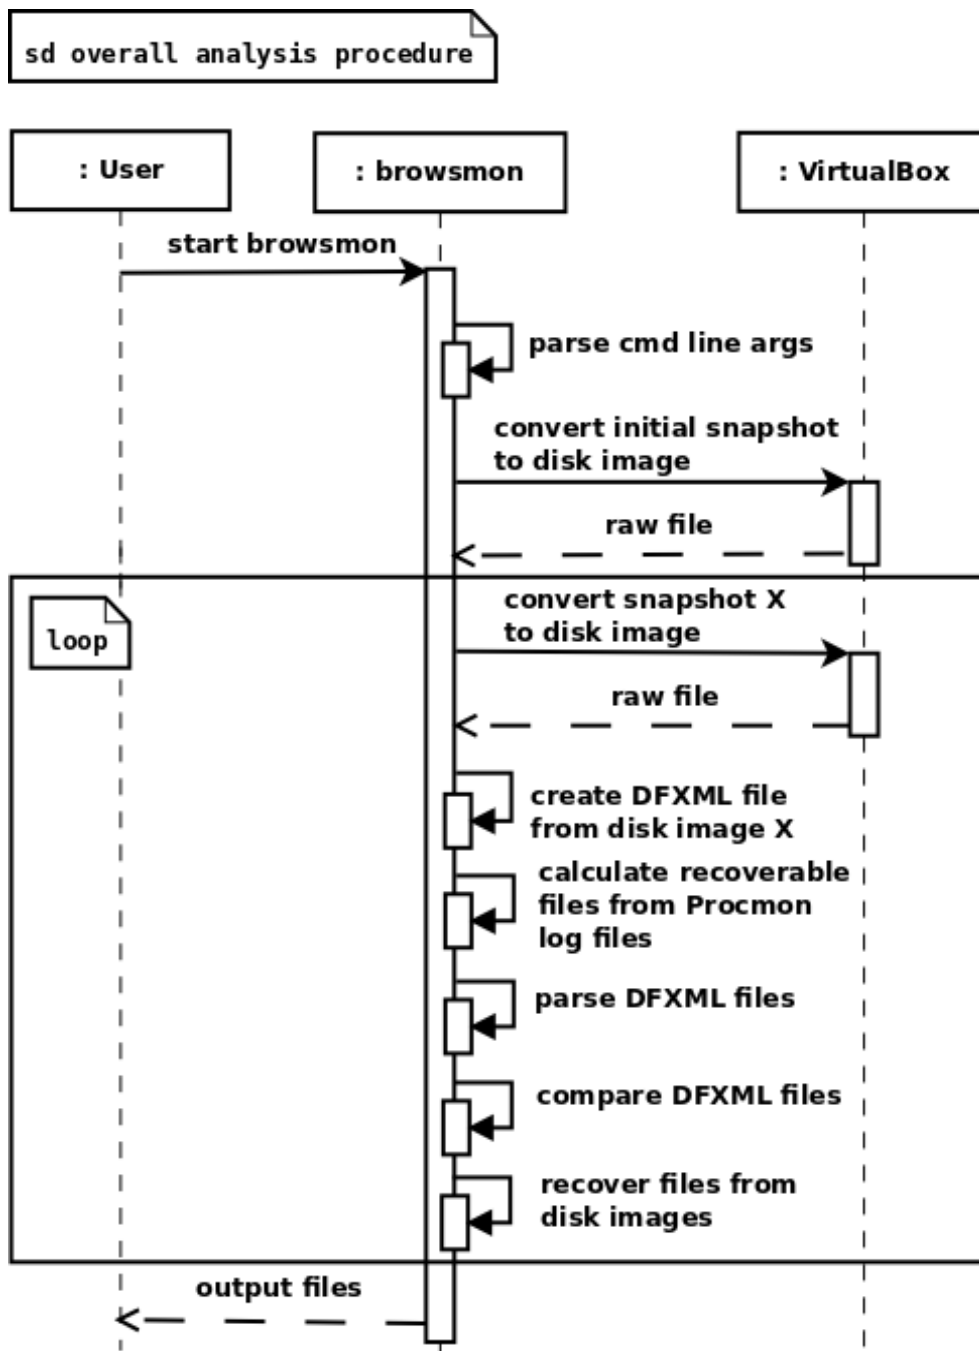 sd overall analysis procedure
: User
: browsmon
: VirtualBox
start browsmon
parse cmd line args
convert initial snapshot
to disk image
raw file
loop
convert snapshot X
to disk image
raw file
create DFXML file
from disk image X
calculate recoverable
files from Procmon
log files
parse DFXML files
compare DFXML files
recover files from
disk images
output files